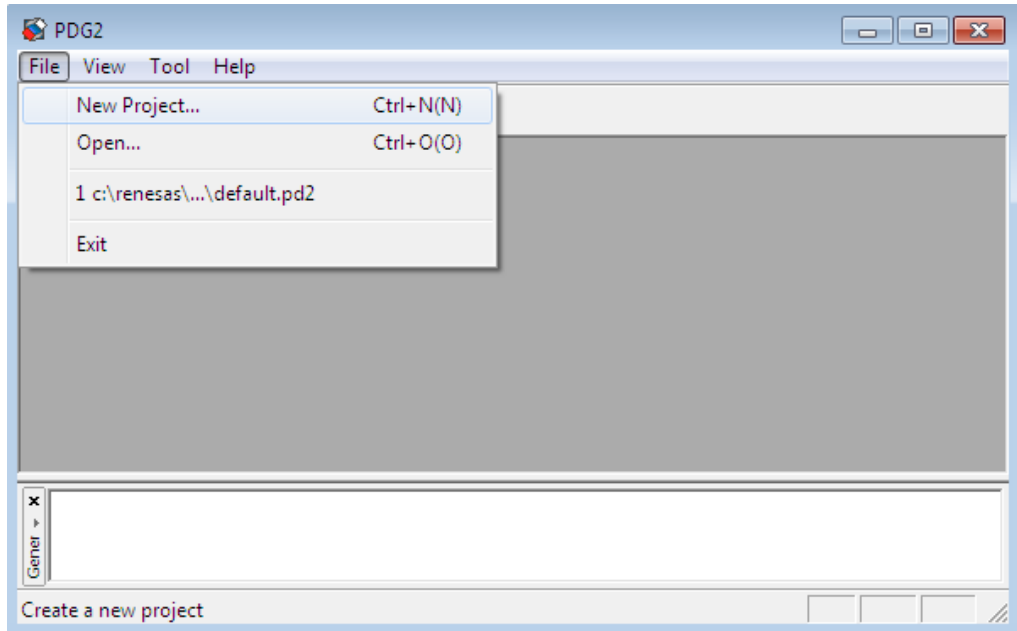 PDG2
File View Tool Help
New Project... Ctrl+N(N)
Open... Ctrl+O(O)
1 c:\renesas\...\default.pd2
Exit
Gener
Create a new project